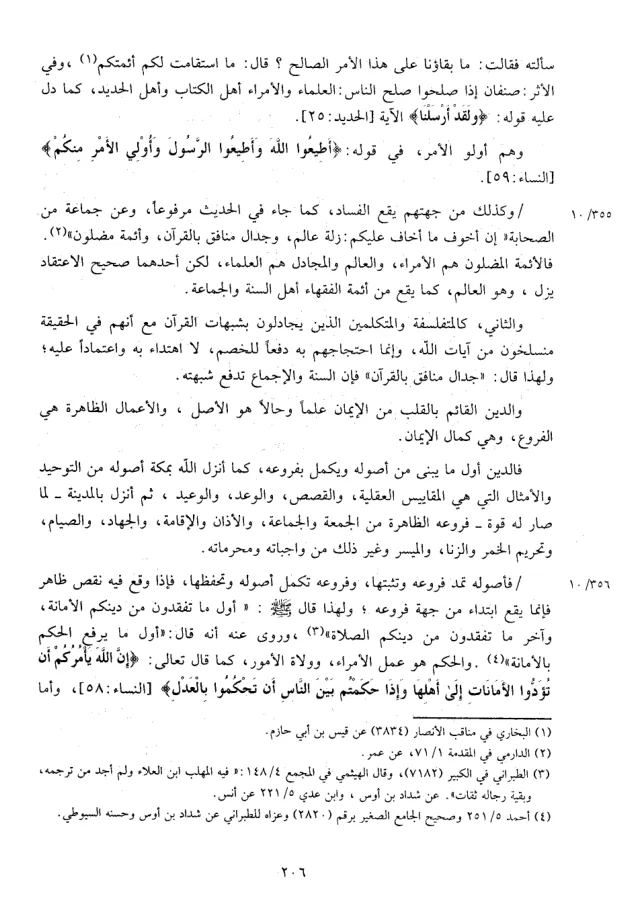 سألته فقالت: ما بقاؤنا على هذا الأمر الصالح ؟ قال: ما استقامت لكم أئمتكم(١) ،وفي
الأثر: صنفان إذا صلحوا صلح الناس: العلماء والأمراء أهل الكتاب وأهل الحديد، كما دل
عليه قوله: ﴿وَلَقَدْ أَرْسَلْنَا﴾ الآية [الحديد:٢٥].
وهم أولو الأمر، في قوله: ﴿أَطِيعُوا اللَّهَ وَأَطِيعُوا الرَّسُولَ وَأُوْلِي الأَمْرِ مِنكُمْ﴾
[النساء:٥٩].
١٠/٣٥٥ / وكذلك من جهتهم يقع الفساد، كما جاء في الحديث مرفوعاً، وعن جماعة من
الصحابة« إن أخوف ما أخاف عليكم: زلة عالم، وجدال منافق بالقرآن، وأئمة مضلون»(٢).
فالأئمة المضلون هم الأمراء، والعالم والمجادل هم العلماء، لكن أحدهما صحيح الاعتقاد
يزل ، وهو العالم، كما يقع من أئمة الفقهاء أهل السنة والجماعة.
والثاني، كالمتفلسفة والمتكلمين الذين يجادلون بشبهات القرآن مع أنهم في الحقيقة
منسلخون من آيات اللّه، وإنما احتجاجهم به دفعاً للخصم، لا اهتداء به واعتماداً عليه؛
ولهذا قال: «جدال منافق بالقرآن» فإن السنة والإجماع تدفع شبهته.
والدين القائم بالقلب من الإيمان علماً وحالاً هو الأصل ، والأعمال الظاهرة هي
الفروع، وهي كمال الإيمان.
فالدين أول ما يبنى من أصوله ويكمل بفروعه، كما أنزل اللّه بمكة أصوله من التوحيد
والأمثال التي هي المقاييس العقلية، والقصص، والوعد، والوعيد ، ثم أنزل بالمدينة ـ لما
صار له قوة ـ فروعه الظاهرة من الجمعة والجماعة، والأذان والإقامة، والجهاد، والصيام،
وتحريم الخمر والزنا، والميسر وغير ذلك من واجباته ومحرماته.
١٠/٣٥٦ / فأصوله تمد فروعه وتثبتها، وفروعه تكمل أصوله وتحفظها، فإذا وقع فيه نقص ظاهر
فإنما يقع ابتداء من جهة فروعه ؛ ولهذا قال ﷺ : « أول ما تفقدون من دينكم الأمانة،
وآخر ما تفقدون من دينكم الصلاة»(٣) ،وروى عنه أنه قال:«أول ما يرفع الحكم
بالأمانة»(٤) .والحكم هو عمل الأمراء، وولاة الأمور، كما قال تعالى: ﴿إِنَّ اللَّهَ يَأْمُرُكُمْ أَن
تُؤَدُّوا الأَمَانَاتِ إِلَىٰ أَهْلِهَا وَإِذَا حَكَمْتُم بَيْنَ النَّاسِ أَن تَحْكُمُوا بِالْعَدْلِ﴾ [النساء:٥٨]، وأما
(١) البخاري في مناقب الأنصار (٣٨٣٤) عن قيس بن أبي حازم.
(٢) الدارمي في المقدمة ٧١/١، عن عمر.
(٣) الطبراني في الكبير (٧١٨٢)، وقال الهيثمي في المجمع ١٤٨/٤:« فيه المهلب ابن العلاء ولم أجد من ترجمه،
وبقية رجاله ثقات». عن شداد بن أوس ، وابن عدي ٢٢١/٥ عن أنس.
(٤) أحمد ٢٥١/٥ وصحيح الجامع الصغير برقم (٢٨٢٠) وعزاه للطبراني عن شداد بن أوس وحسنه السيوطي.
٢٠٦